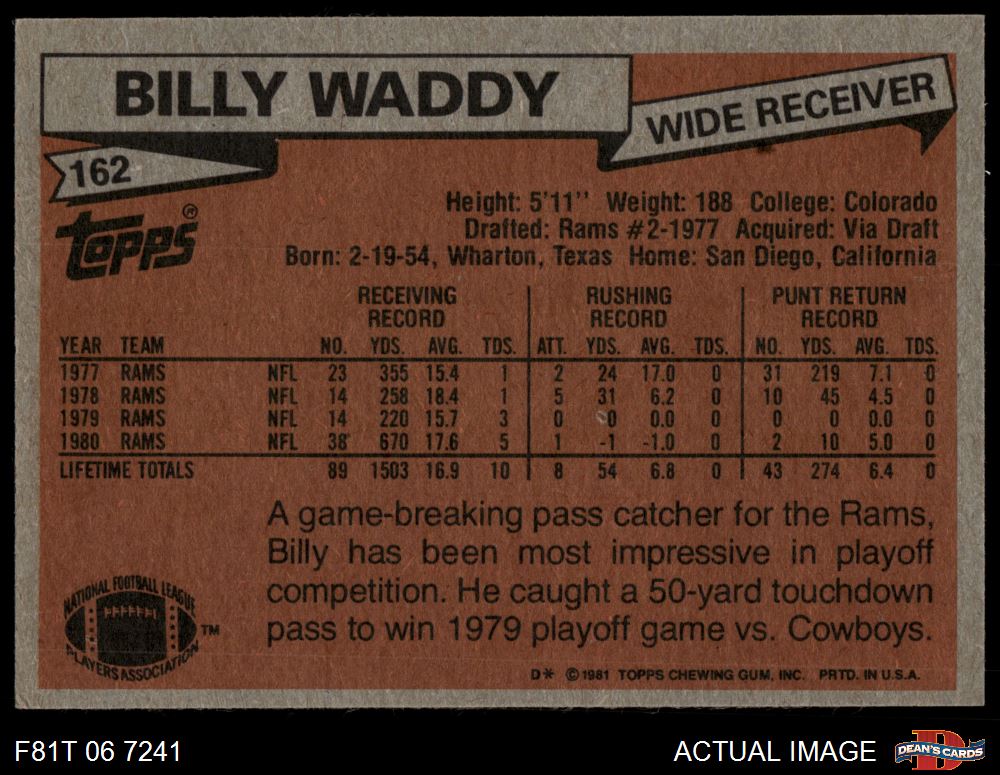 BILLY WADDY
WIDE RECEIVER
162
Topps®
Height: 5'11'' Weight: 188 College: Colorado
Drafted: Rams #2-1977 Acquired: Via Draft
Born: 2-19-54, Wharton, Texas Home: San Diego, California
RECEIVING RECORD RUSHING RECORD PUNT RETURN RECORD
YEAR TEAM NO. YDS. AVG. TDS. ATT. YDS. AVG. TDS. NO. YDS. AVG. TDS.
1977 RAMS NFL 23 355 15.4 1 2 24 17.0 0 31 219 7.1 0
1978 RAMS NFL 14 258 18.4 1 5 31 6.2 0 10 45 4.5 0
1979 RAMS NFL 14 220 15.7 3 0 0 0.0 0 0 0 0.0 0
1980 RAMS NFL 38 670 17.6 5 1 -1 -1.0 0 2 10 5.0 0
LIFETIME TOTALS 89 1503 16.9 10 8 54 6.8 0 43 274 6.4 0
A game-breaking pass catcher for the Rams,
Billy has been most impressive in playoff
competition. He caught a 50-yard touchdown
pass to win 1979 playoff game vs. Cowboys.
NATIONAL FOOTBALL LEAGUE
PLAYERS ASSOCIATION
TM
D* ©1981 TOPPS CHEWING GUM, INC. PRTD. IN U.S.A.
F81T 06 7241
ACTUAL IMAGE
D
DEAN'S CARDS